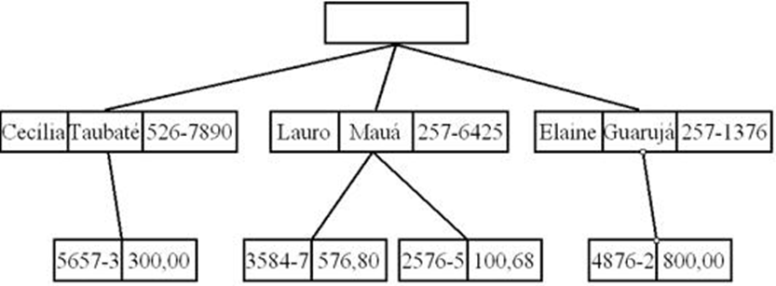 Cecília Taubaté 526-7890 Lauro Mauá 257-6425 Elaine Guarujá 257-1376
5657-3 300,00 3584-7 576,80 2576-5 100,68 4876-2 800,00